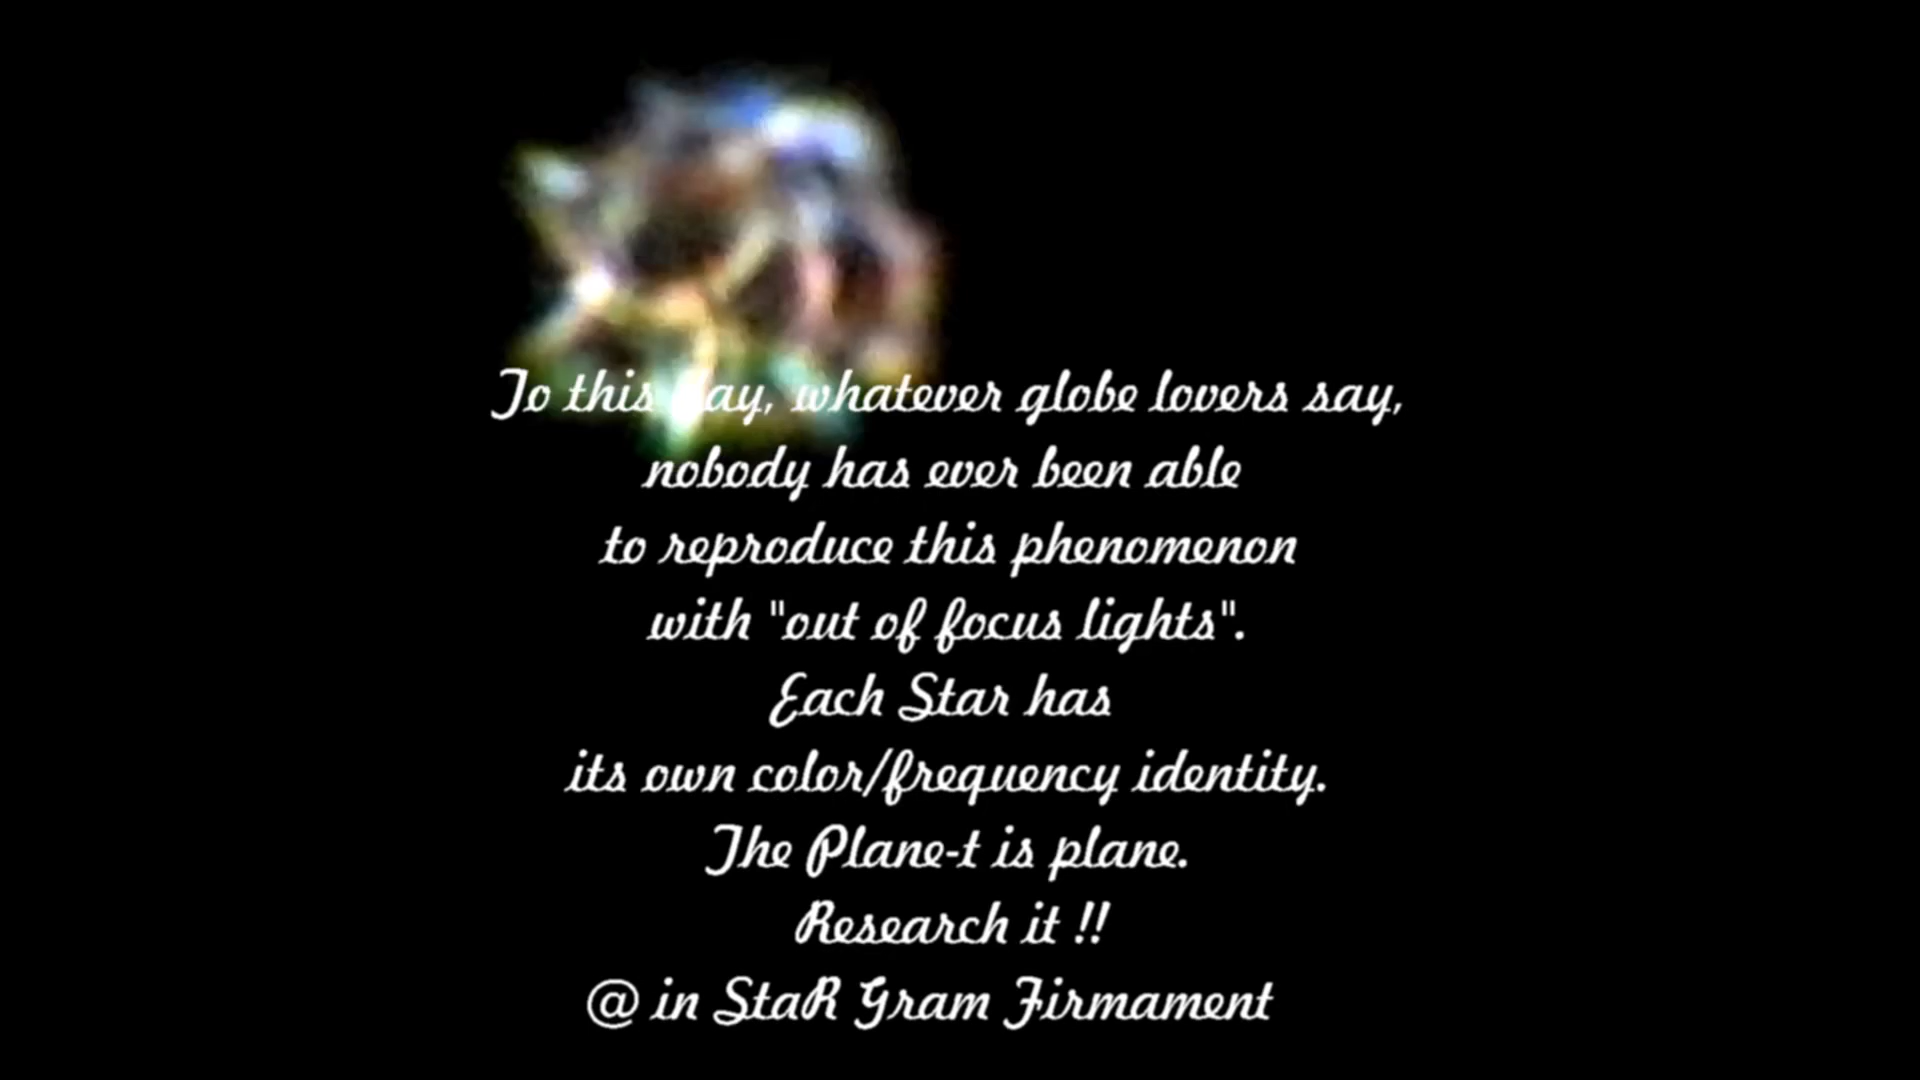 To this day, whatever globe lovers say,
nobody has ever been able
to reproduce this phenomenon
with "out of focus lights".
Each Star has
its own color/frequency identity.
The Plane-t is plane.
Research it !!
@ in StaR Gram Firmament